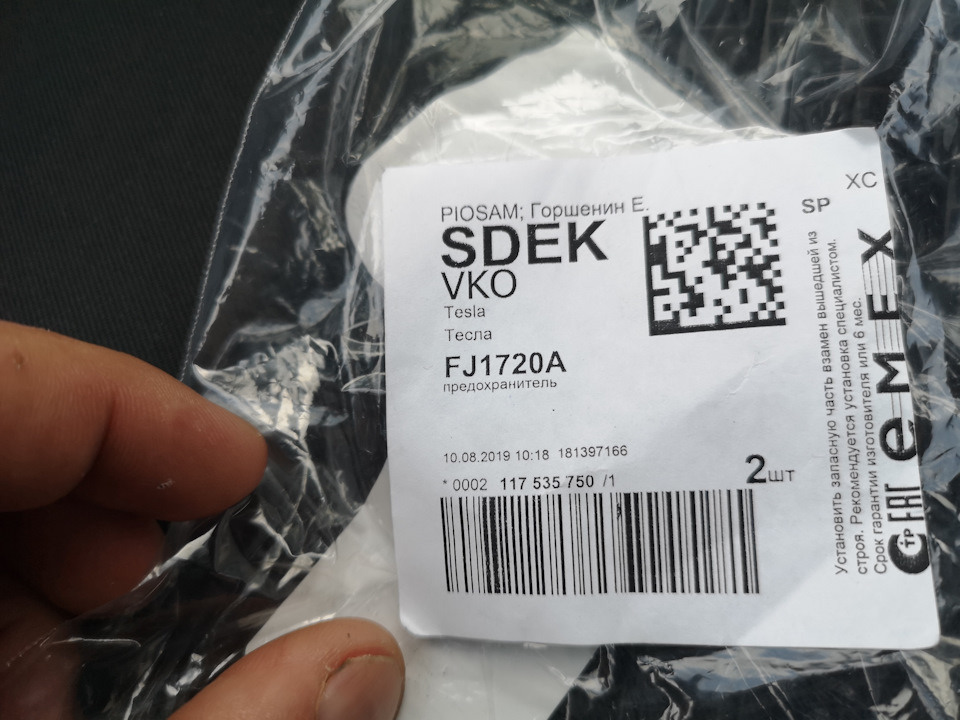 XC
SP
PIOSAM; Горшенин Е.
SDEK
VKO
Tesla
Тесла
FJ1720A
предохранитель
10.08.2019 10:18 181397166
* 0002 117 535 750 /1
2шт
Установить запасную часть взамен вышедшей из
строя. Рекомендуется установка специалистом.
Срок гарантии изготовителя или 6 мес.
emex
EAC